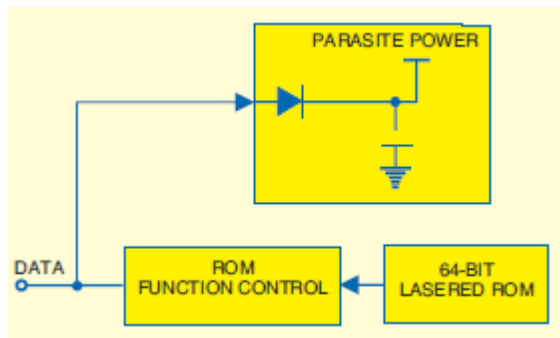 PARASITE POWER
DATA
ROM
FUNCTION CONTROL
64-BIT
LASERED ROM